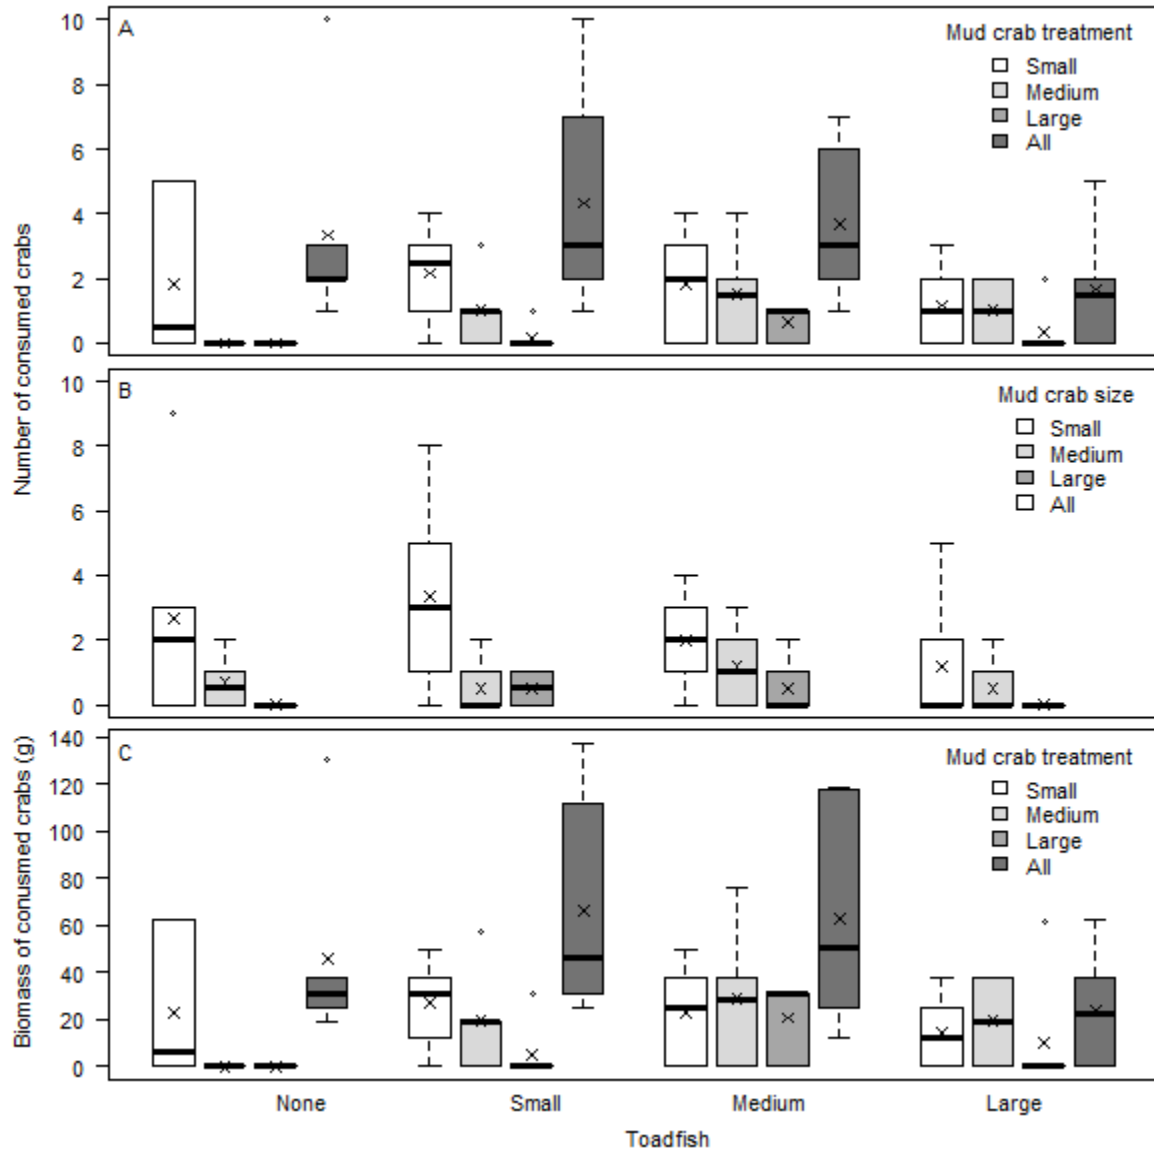 A
Mud crab treatment
Small
Medium
Large
All
10
8
6
4
2
0
Number of consumed crabs
B
Mud crab size
Small
Medium
Large
All
10
8
6
4
2
0
C
Mud crab treatment
Small
Medium
Large
All
140
120
100
80
60
40
20
0
Biomass of conusmed crabs (g)
None Small Medium Large
Toadfish